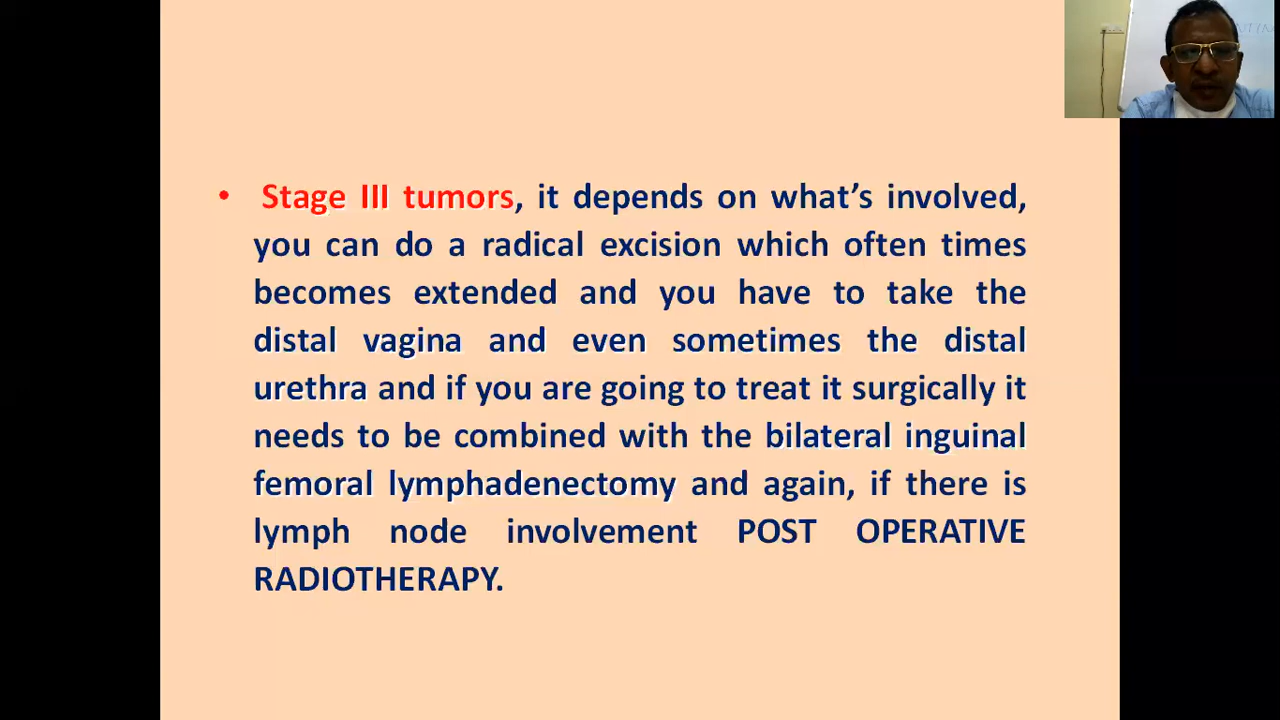 • Stage III tumors, it depends on what’s involved,
you can do a radical excision which often times
becomes extended and you have to take the
distal vagina and even sometimes the distal
urethra and if you are going to treat it surgically it
needs to be combined with the bilateral inguinal
femoral lymphadenectomy and again, if there is
lymph node involvement POST OPERATIVE
RADIOTHERAPY.